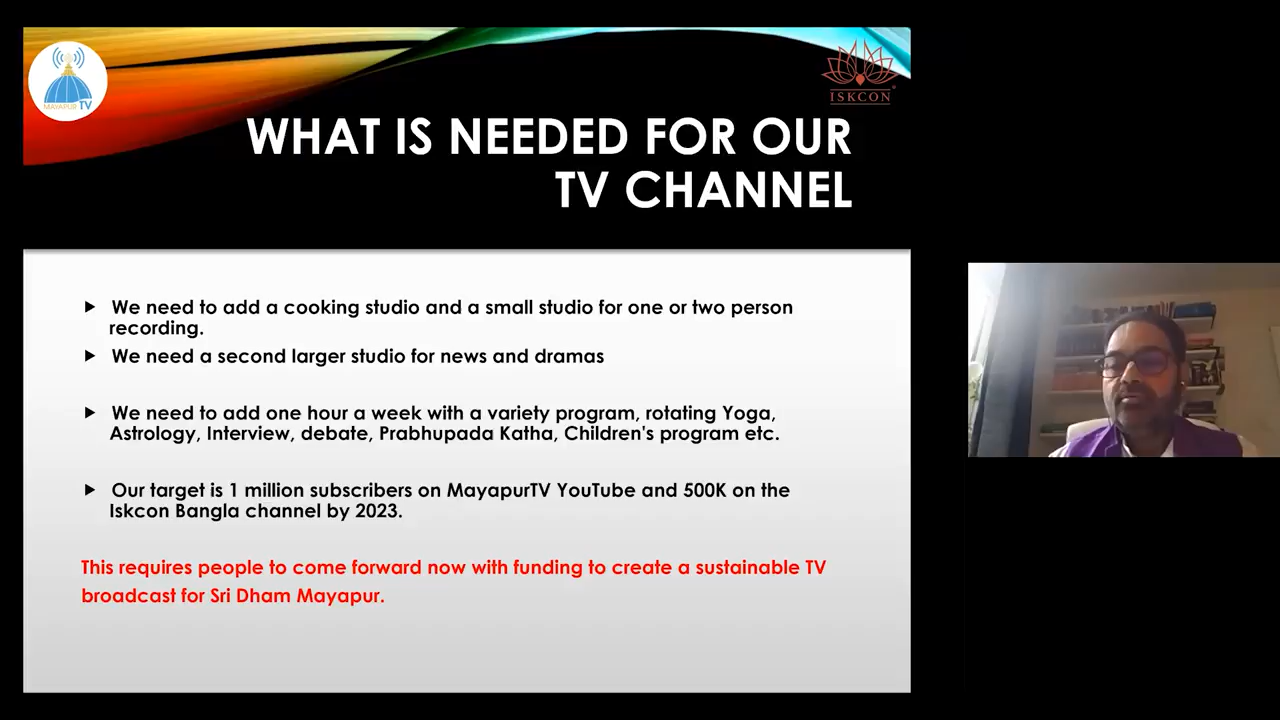 MAYAPUR TV
ISKCON
WHAT IS NEEDED FOR OUR
TV CHANNEL
We need to add a cooking studio and a small studio for one or two person
recording.
We need a second larger studio for news and dramas
We need to add one hour a week with a variety program, rotating Yoga,
Astrology, Interview, debate, Prabhupada Katha, Children's program etc.
Our target is 1 million subscribers on MayapurTV YouTube and 500K on the
Iskcon Bangla channel by 2023.
This requires people to come forward now with funding to create a sustainable TV
broadcast for Sri Dham Mayapur.